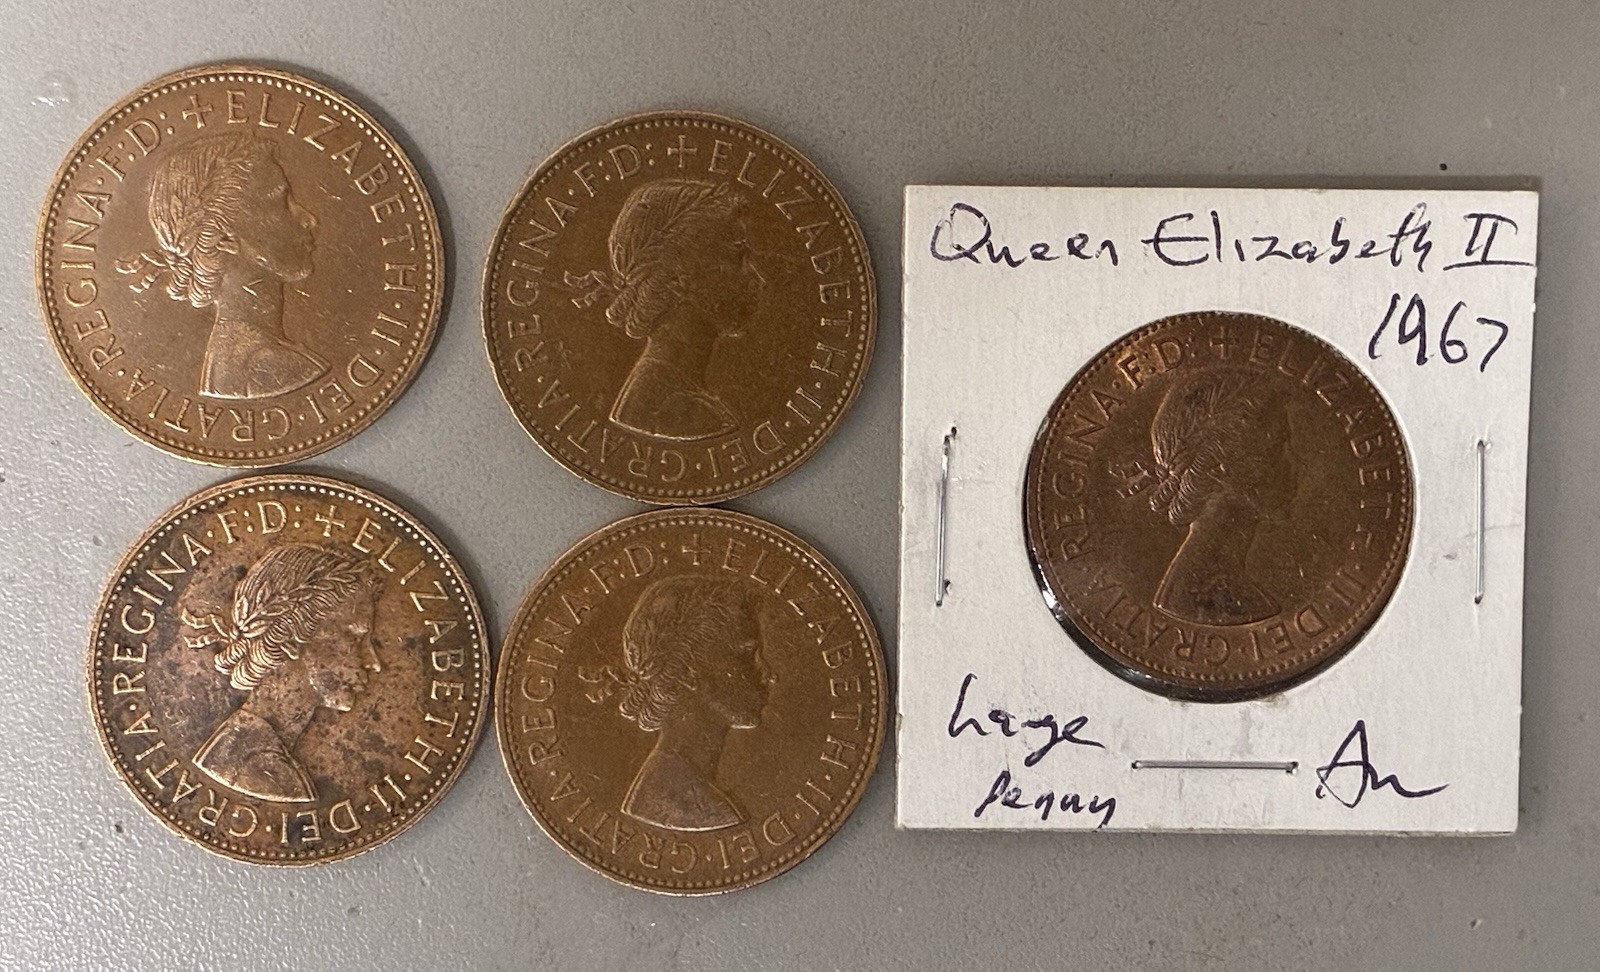 +ELIZABETH·II·DEI·GRATIA·REGINA·F:D:
+ELIZABETH·II·DEI·GRATIA·REGINA·F:D:
+ELIZABETH·II·DEI·GRATIA·REGINA·F:D:
+ELIZABETH·II·DEI·GRATIA·REGINA·F:D:
Queen Elizabeth II
1967
+ELIZABETH·II·DEI·GRATIA·REGINA·F:D:
Large
Penny
Au